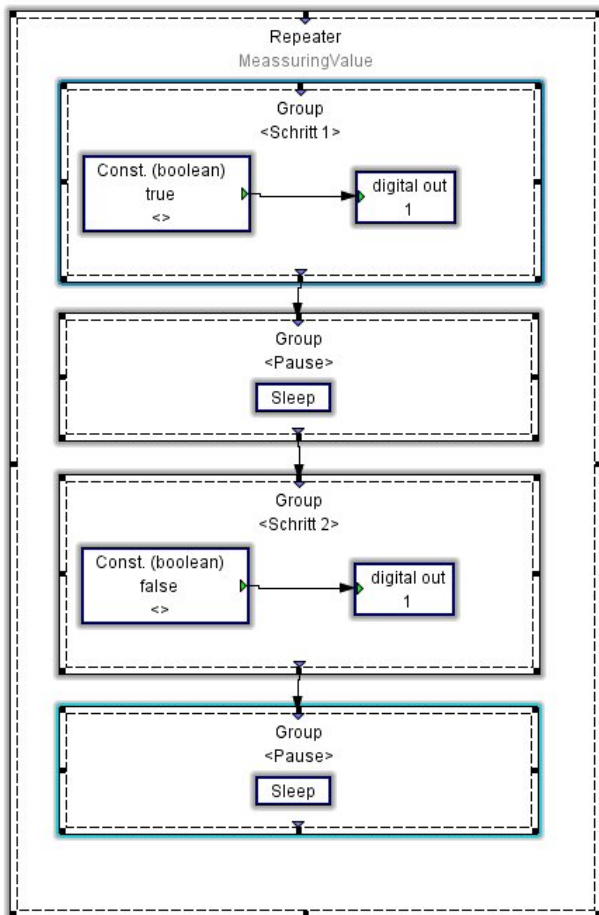 Repeater
MeassuringValue
Group
<Schritt 1>
Const. (boolean)
true
<>
digital out
1
Group
<Pause>
Sleep
Group
<Schritt 2>
Const. (boolean)
false
<>
digital out
1
Group
<Pause>
Sleep